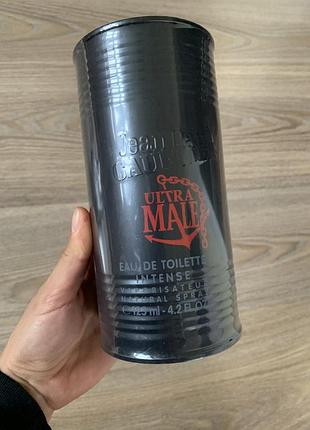 Jean Paul
GAULTIER
ULTRA
MALE
EAU DE TOILETTE
INTENSE
VAPORISATEUR
NATURAL SPRAY
℮125 ml - 4.2 FL.OZ